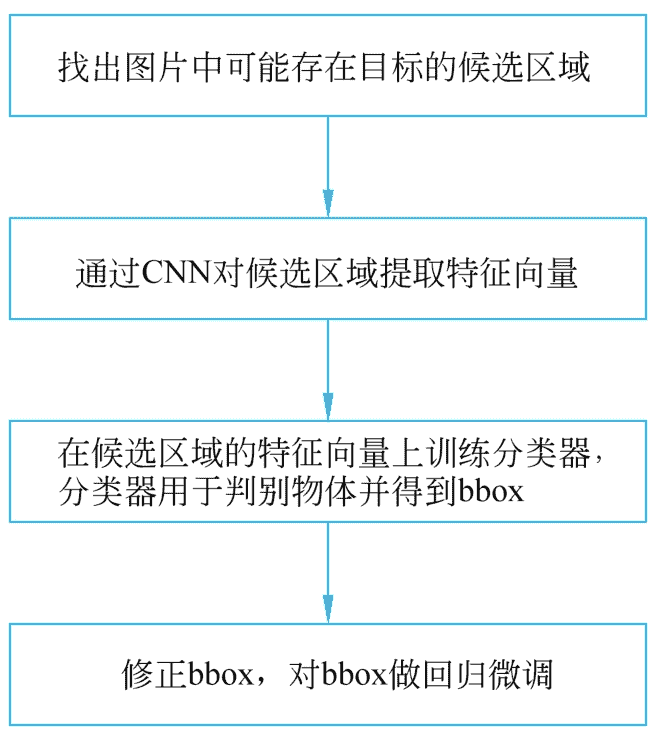 找出图片中可能存在目标的候选区域
通过CNN对候选区域提取特征向量
在候选区域的特征向量上训练分类器，
分类器用于判别物体并得到bbox
修正bbox，对bbox做回归微调